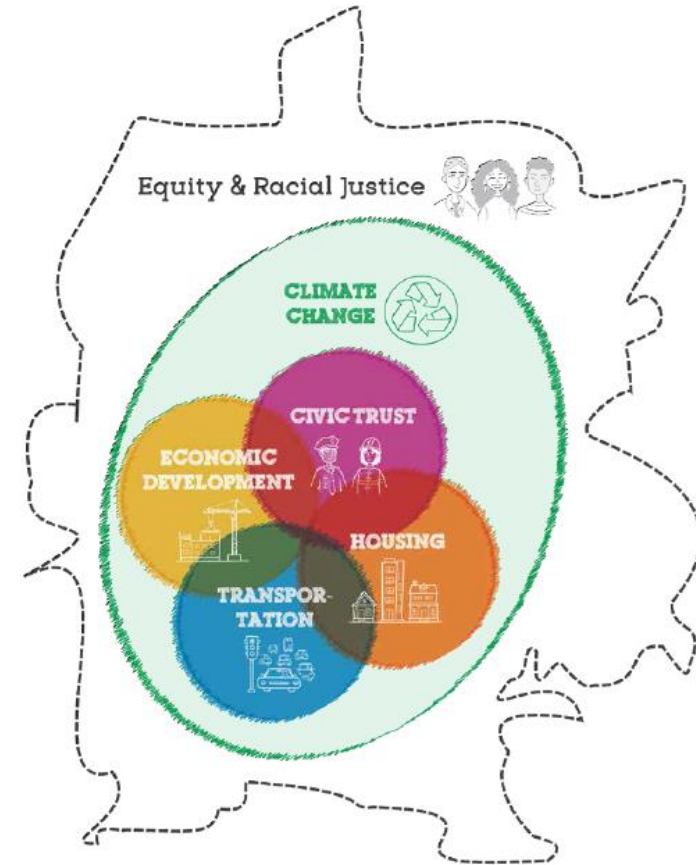 Equity & Racial Justice
CLIMATE
CHANGE
CIVIC TRUST
ECONOMIC
DEVELOPMENT
HOUSING
TRANSPOR-
TATION